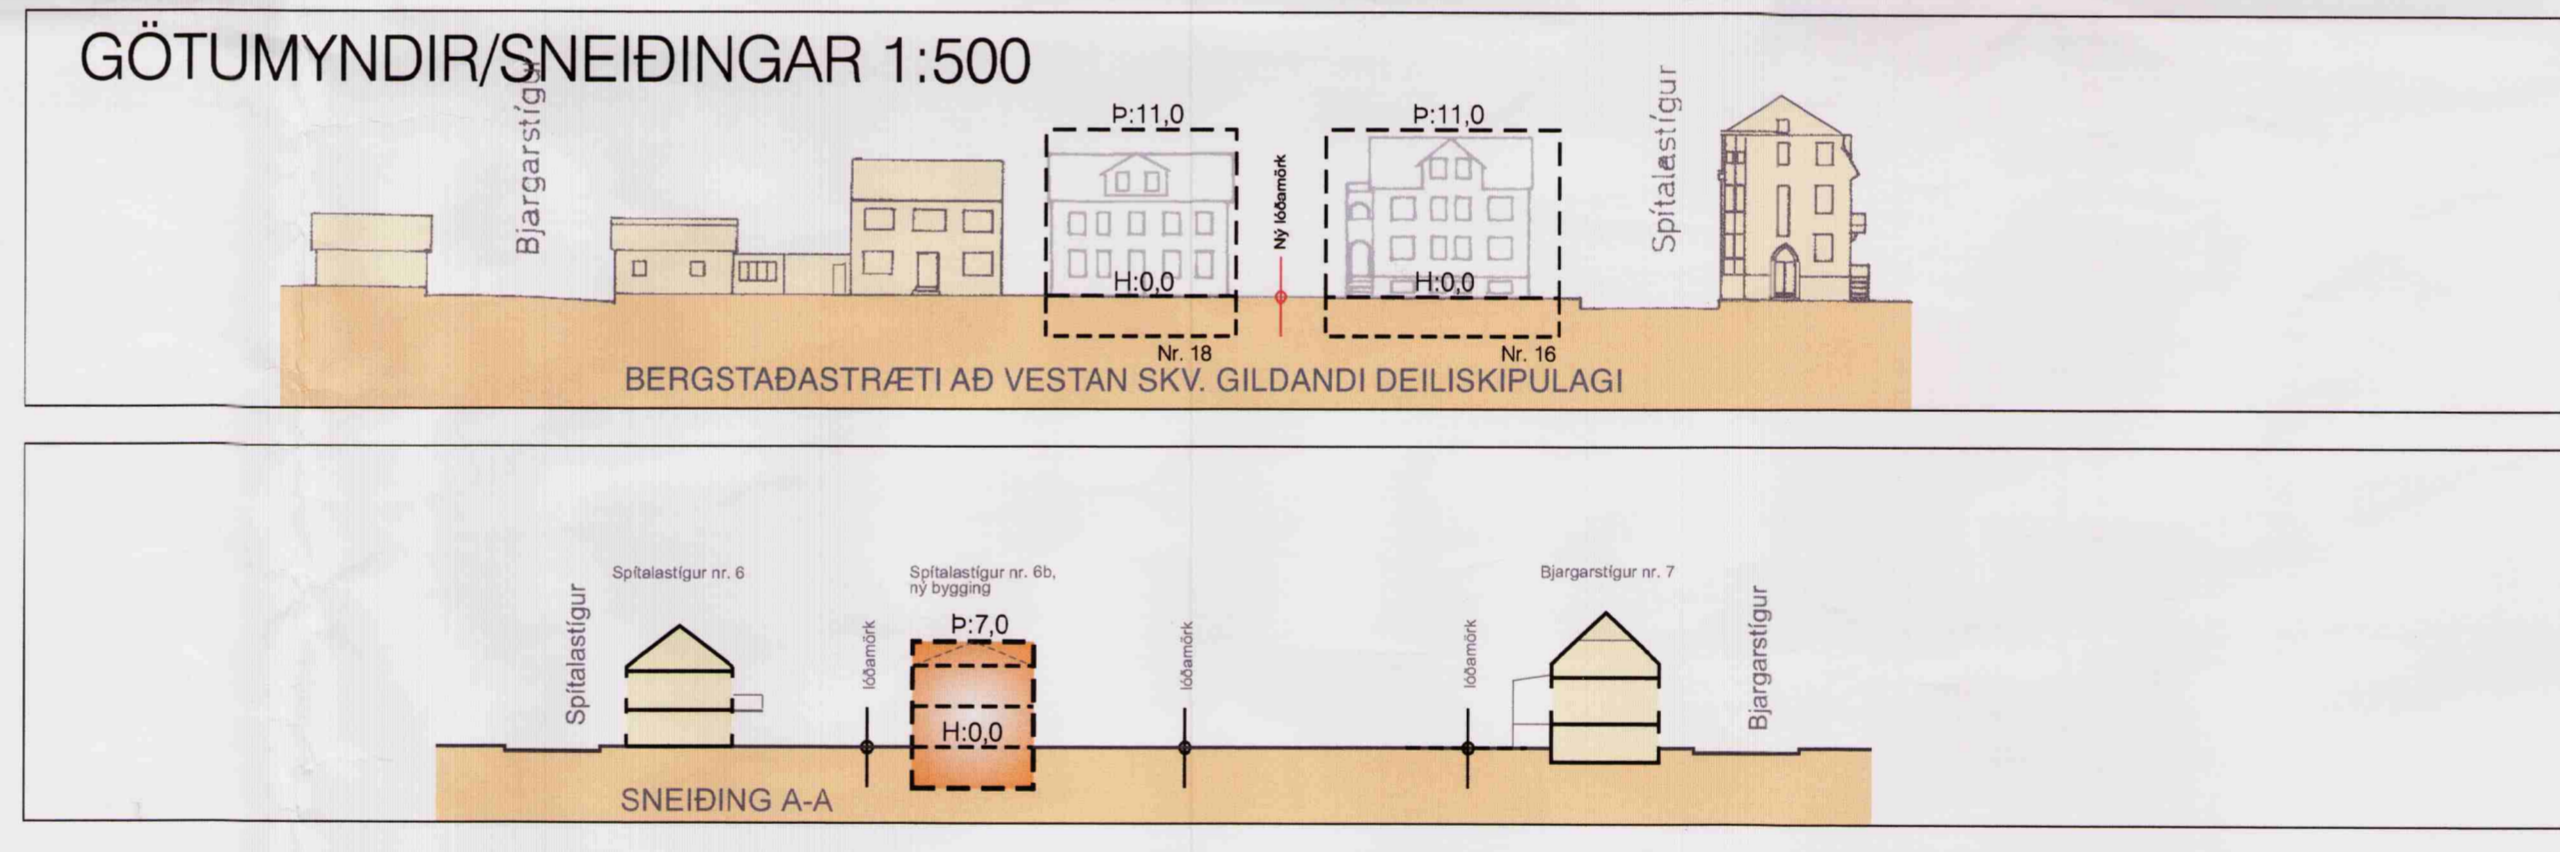 GÖTUMYNDIR/SNEIÐINGAR 1:500
Bjargarstígur
Þ:11,0
H:0,0
Nr. 18
Ný lóðamörk
Þ:11,0
H:0,0
Nr. 16
Spítalastígur
BERGSTAÐASTRÆTI AÐ VESTAN SKV. GILDANDI DEILISKIPULAGI
Spítalastígur
Spítalastígur nr. 6
lóðamörk
Spítalastígur nr. 6b,
ný bygging
Þ:7,0
H:0,0
lóðamörk
lóðamörk
Bjargarstígur nr. 7
Bjargarstígur
SNEIÐING A-A